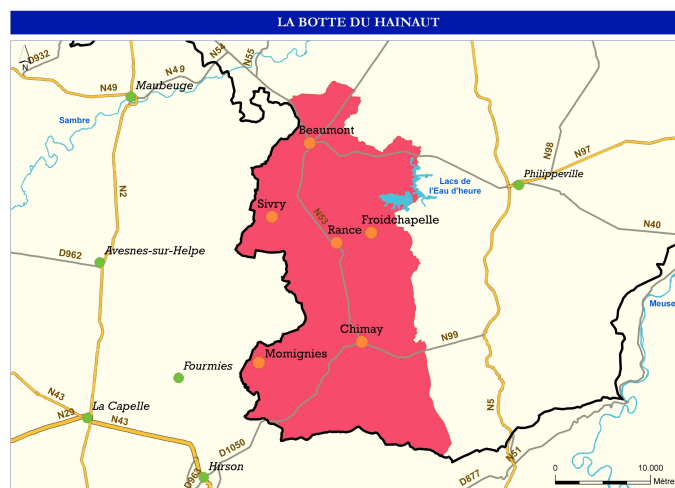 LA BOTTE DU HAINAUT
D932
N
N49
N49
N54
N55
Maubeuge
Sambre
Beaumont
N98
N97
Philippeville
Lacs de
l'Eau d'heure
N2
Sivry
N53
Froidchapelle
Rance
N40
Avesnes-sur-Helpe
D962
Meuse
Chimay
N99
Momignies
Fourmies
N43
La Capelle
N29
N43
N5
D1050
Hirson
D963
N51
D877
0 10.000
Mètre